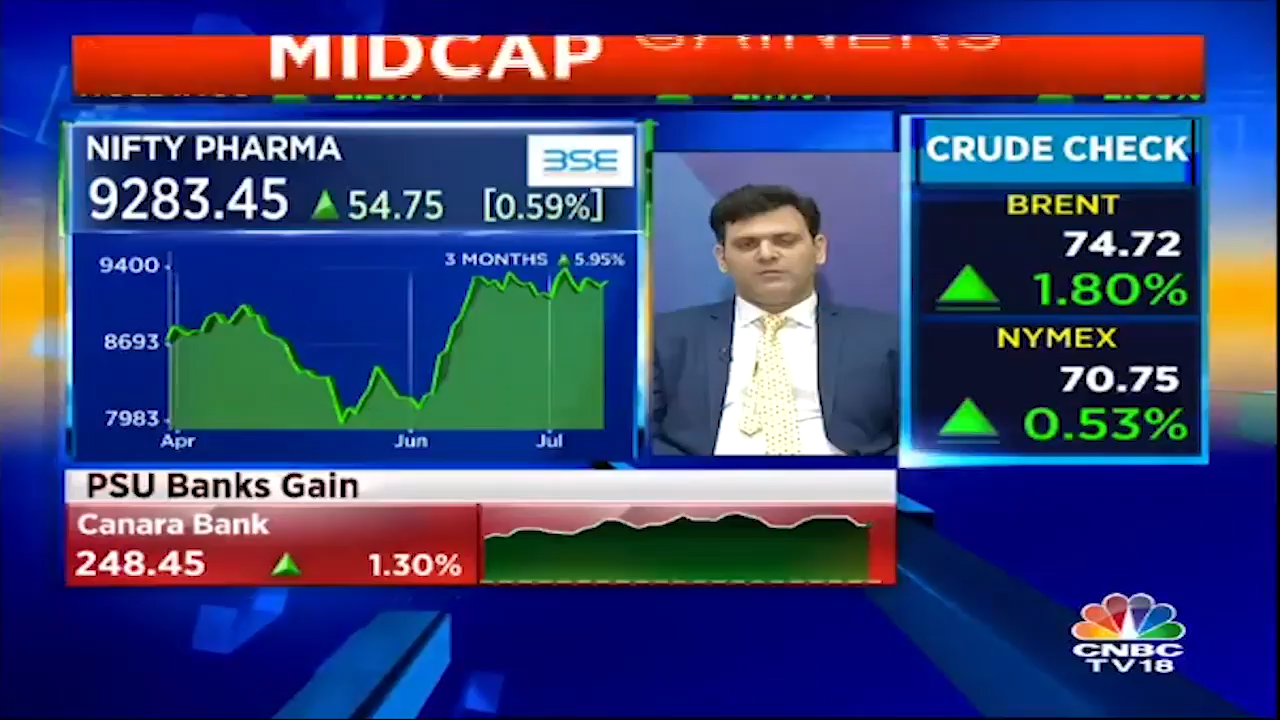 MIDCAP GAINERS
NIFTY PHARMA
BSE
9283.45 54.75 [0.59%]
3 MONTHS 5.95%
9400
8693
7983
Apr Jun Jul
CRUDE CHECK
BRENT
74.72
1.80%
NYMEX
70.75
0.53%
PSU Banks Gain
Canara Bank
248.45 1.30%
CNBC
TV18